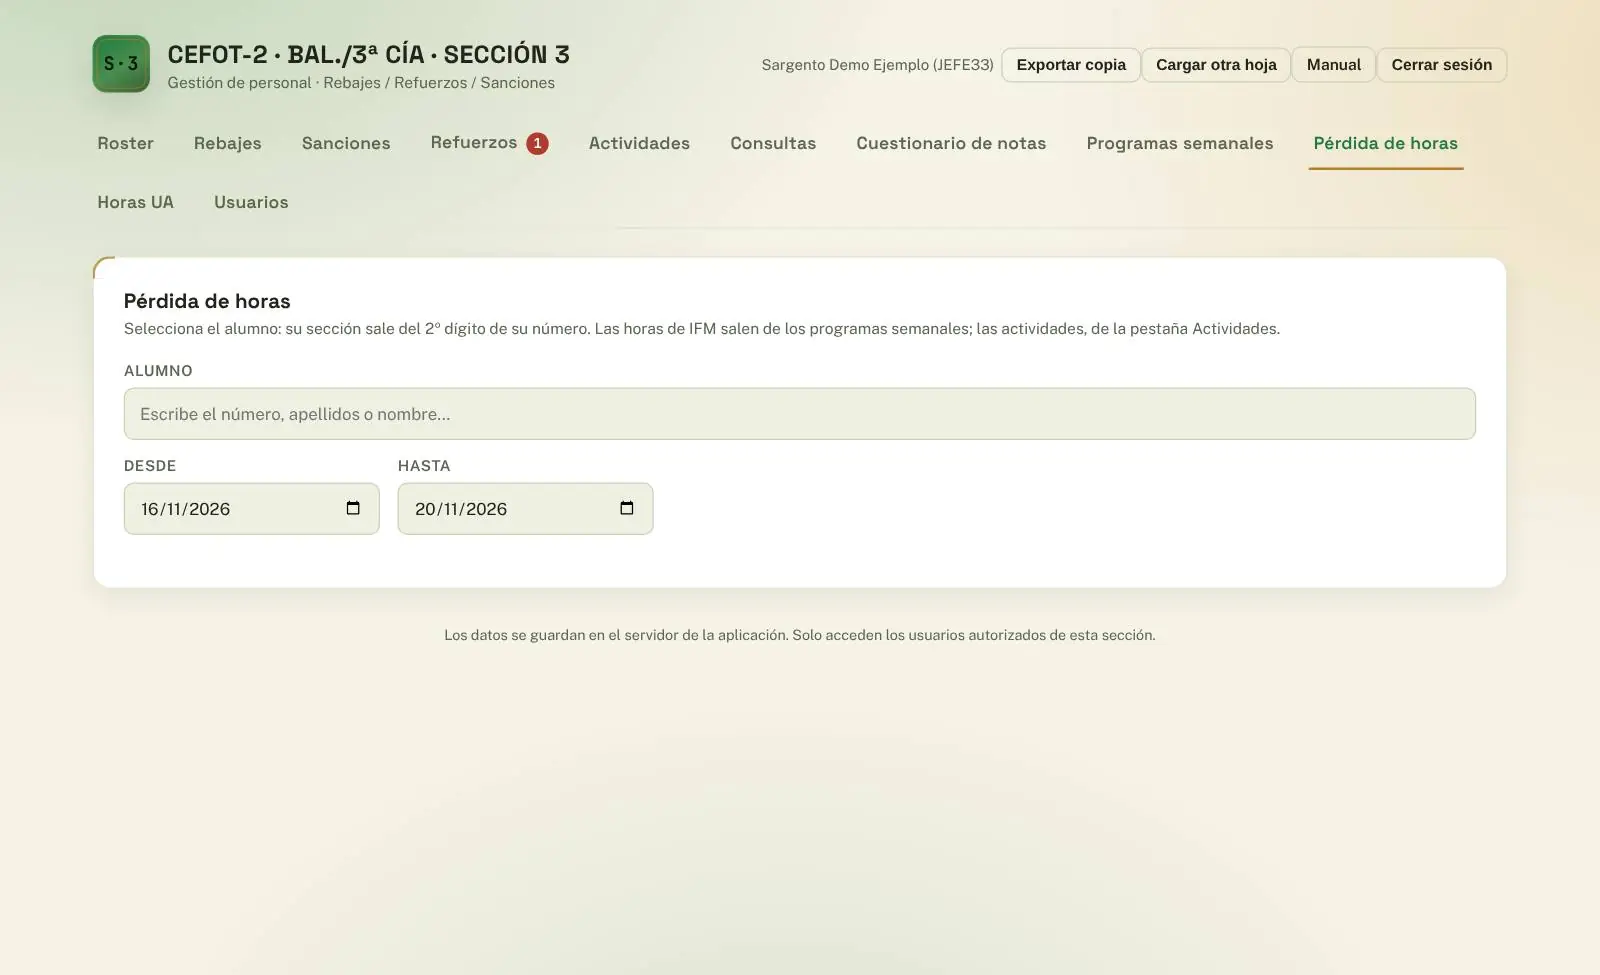 S·3
CEFOT-2 · BAL./3ª CÍA · SECCIÓN 3
Gestión de personal · Rebajes / Refuerzos / Sanciones
Sargento Demo Ejemplo (JEFE33) Exportar copia Cargar otra hoja Manual Cerrar sesión
Roster Rebajes Sanciones Refuerzos 1 Actividades Consultas Cuestionario de notas Programas semanales Pérdida de horas
Horas UA Usuarios
Pérdida de horas
Selecciona el alumno: su sección sale del 2º dígito de su número. Las horas de IFM salen de los programas semanales; las actividades, de la pestaña Actividades.
ALUMNO
Escribe el número, apellidos o nombre...
DESDE HASTA
16/11/2026 20/11/2026
Los datos se guardan en el servidor de la aplicación. Solo acceden los usuarios autorizados de esta sección.